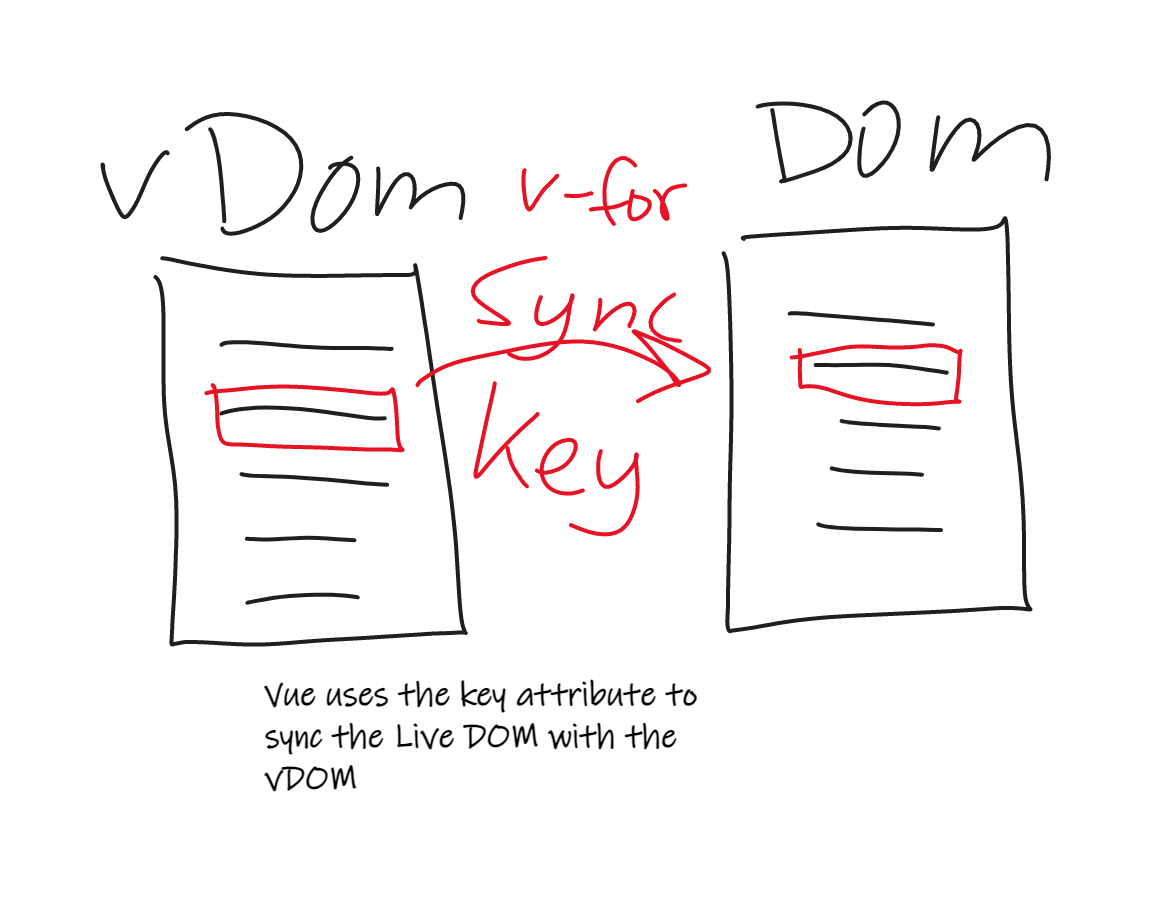 vDom
v-for
Dom
Sync
key
Vue uses the key attribute to
sync the Live DOM with the
vDOM